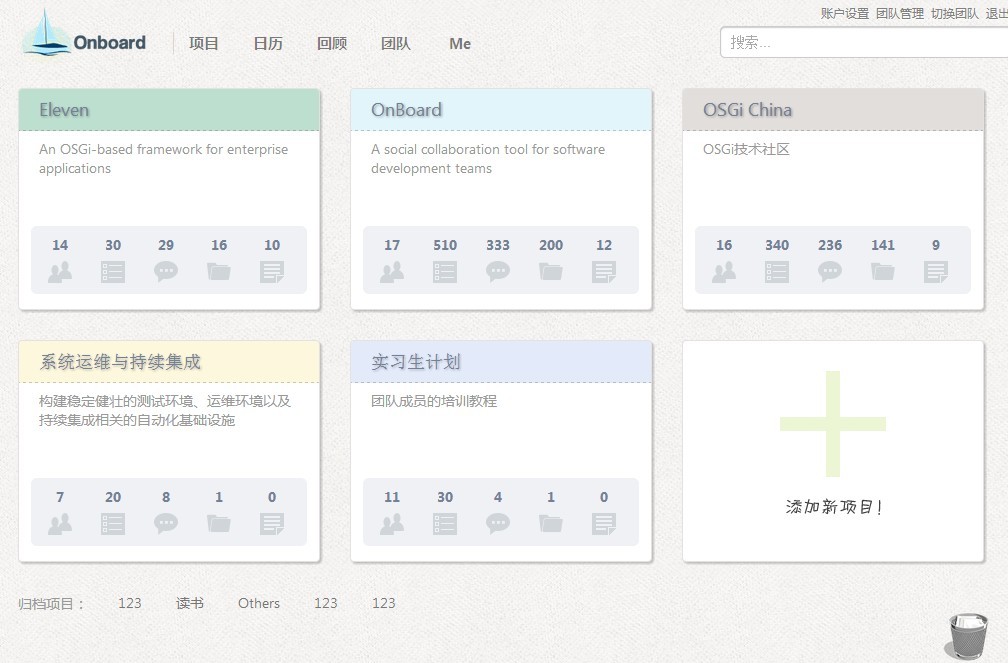 账户设置 团队管理 切换团队 退出
Onboard 项目 日历 回顾 团队 Me
搜索...
Eleven
An OSGi-based framework for enterprise
applications
14 30 29 16 10
OnBoard
A social collaboration tool for software
development teams
17 510 333 200 12
OSGi China
OSGi技术社区
16 340 236 141 9
系统运维与持续集成
构建稳定健壮的测试环境、运维环境以及
持续集成相关的自动化基础设施
7 20 8 1 0
实习生计划
团队成员的培训教程
11 30 4 1 0
添加新项目!
归档项目: 123 读书 Others 123 123